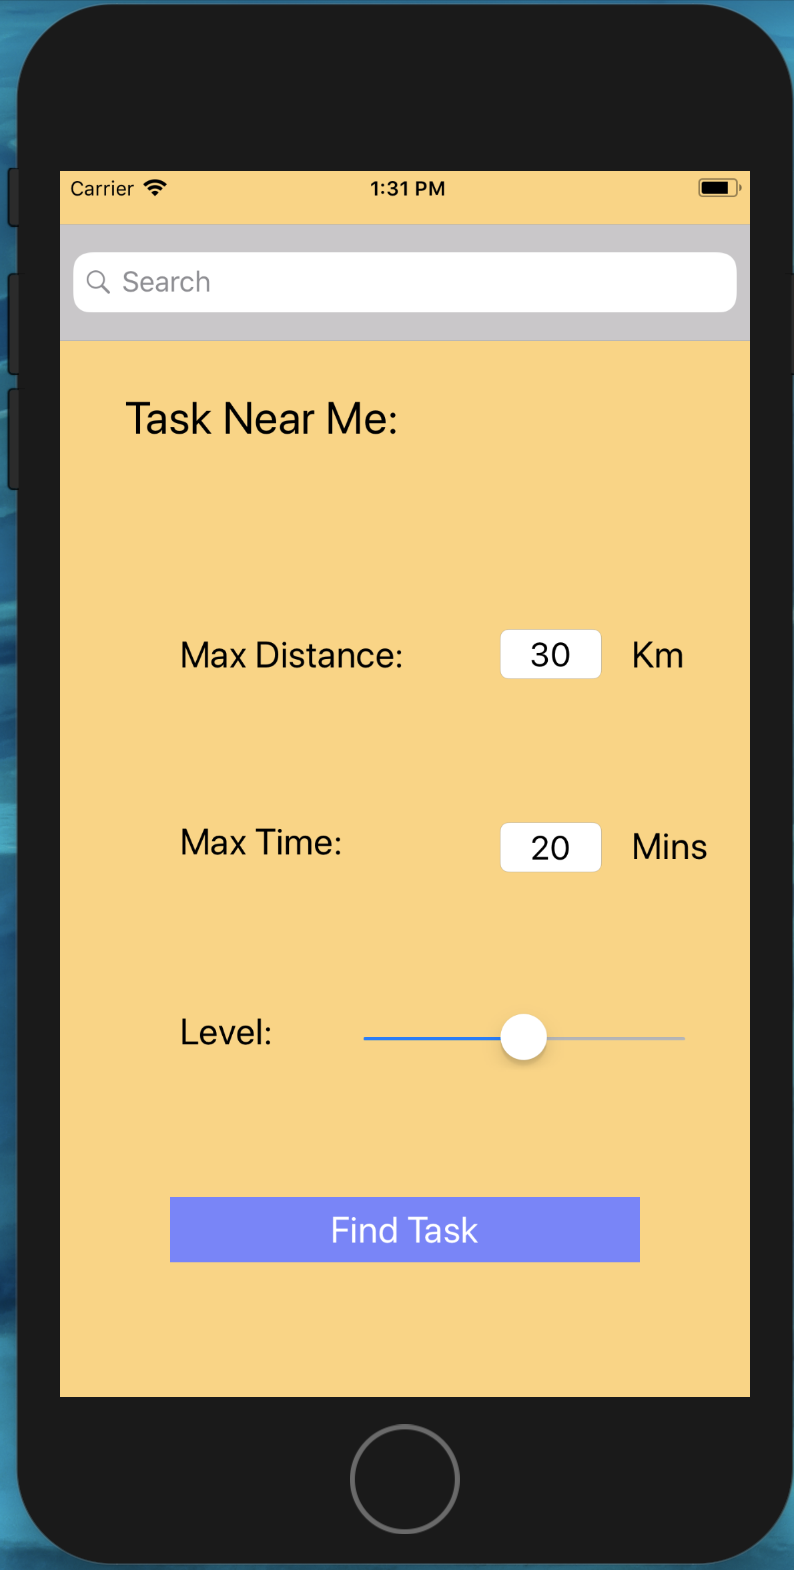 Carrier 1:31 PM
Search
Task Near Me:
Max Distance: 30 Km
Max Time: 20 Mins
Level:
Find Task